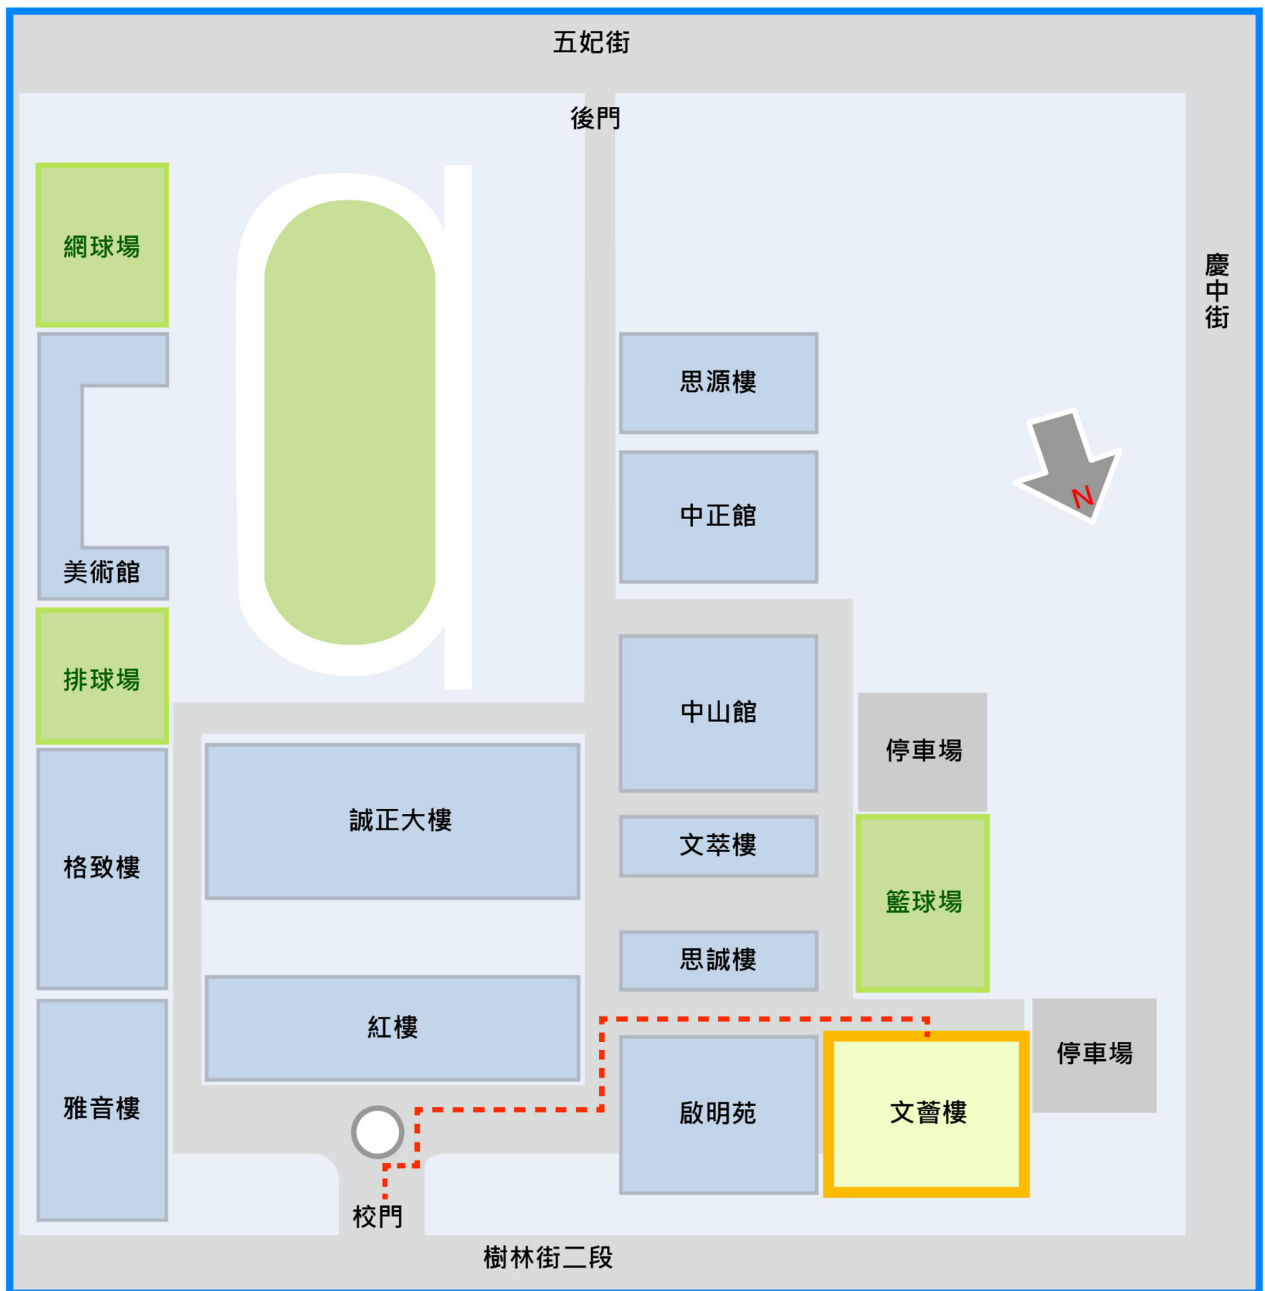 五妃街
後門
網球場
慶中街
思源樓
中正館
N
美術館
排球場
中山館
停車場
誠正大樓
文萃樓
格致樓
籃球場
思誠樓
紅樓
停車場
雅音樓
啟明苑
文薈樓
校門
樹林街二段